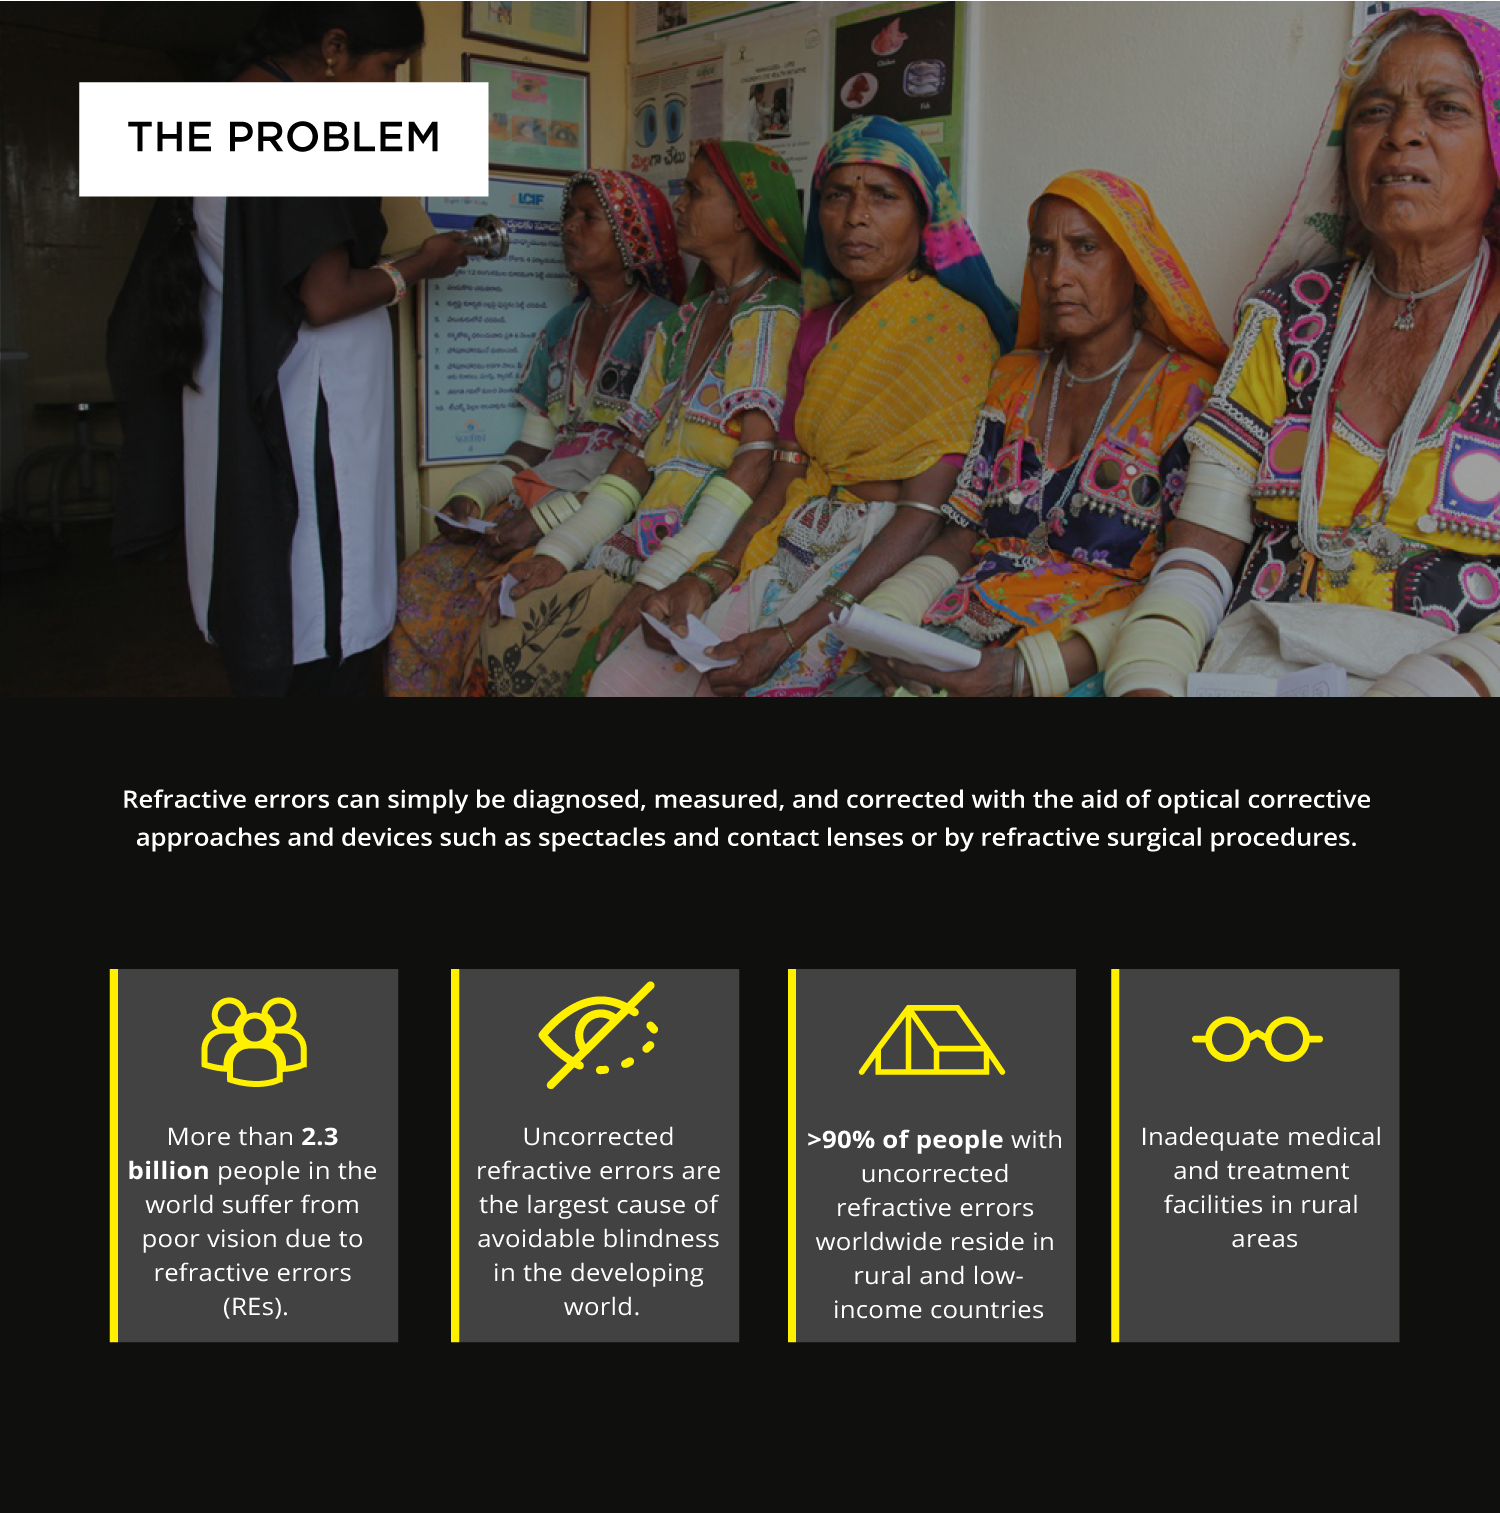 THE PROBLEM
Chicken
Fish
పిల్లగా చేటు
LCIF
Refractive errors can simply be diagnosed, measured, and corrected with the aid of optical corrective
approaches and devices such as spectacles and contact lenses or by refractive surgical procedures.
More than 2.3
billion people in the
world suffer from
poor vision due to
refractive errors
(REs).
Uncorrected
refractive errors are
the largest cause of
avoidable blindness
in the developing
world.
>90% of people with
uncorrected
refractive errors
worldwide reside in
rural and low-
income countries
Inadequate medical
and treatment
facilities in rural
areas